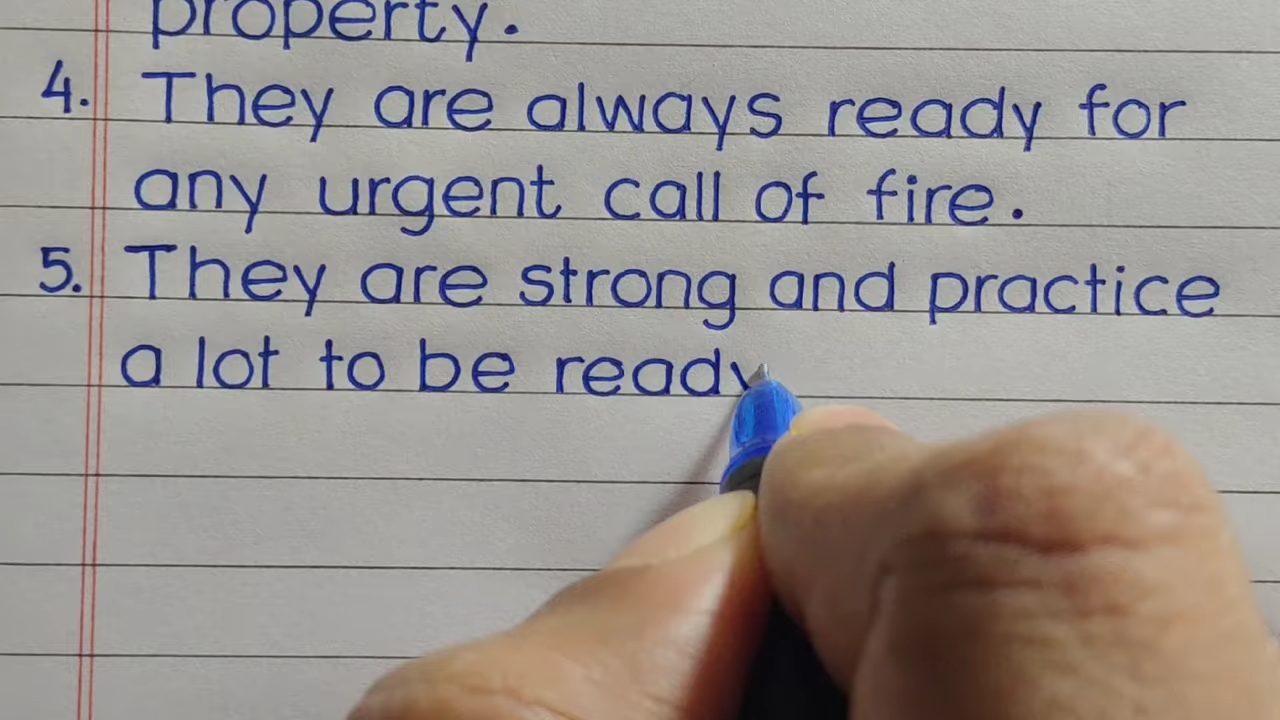 property.
4. They are always ready for
any urgent call of fire.
5. They are strong and practice
a lot to be ready